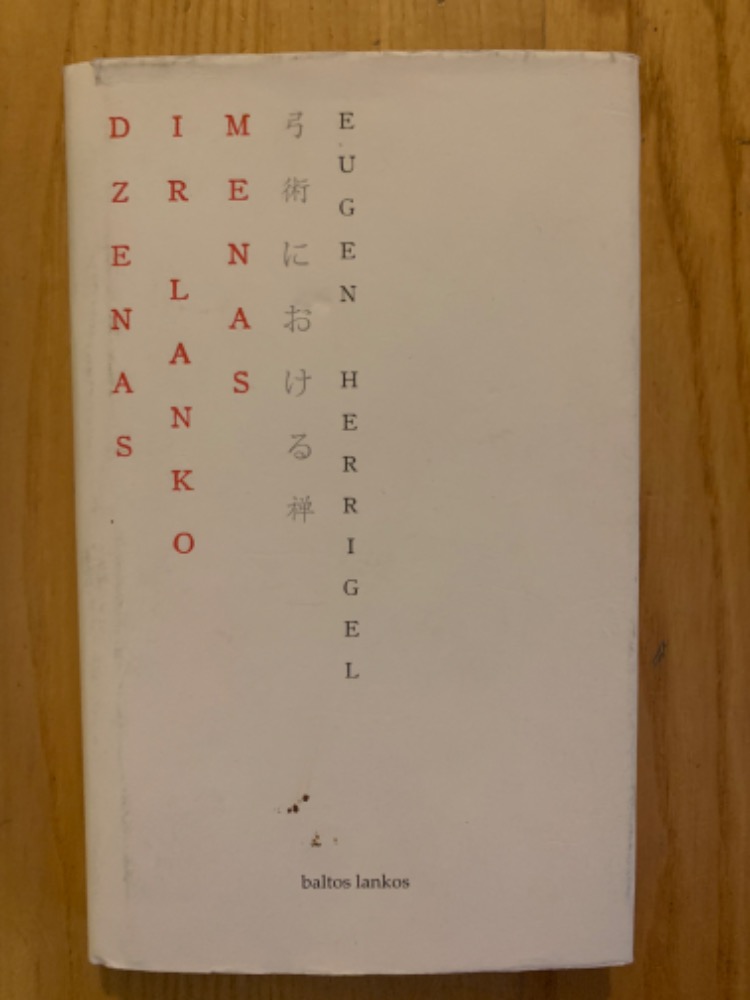 DZENAS
IR LANKO
MENAS
弓術における禅
EUGEN HERRIGEL
baltos lankos